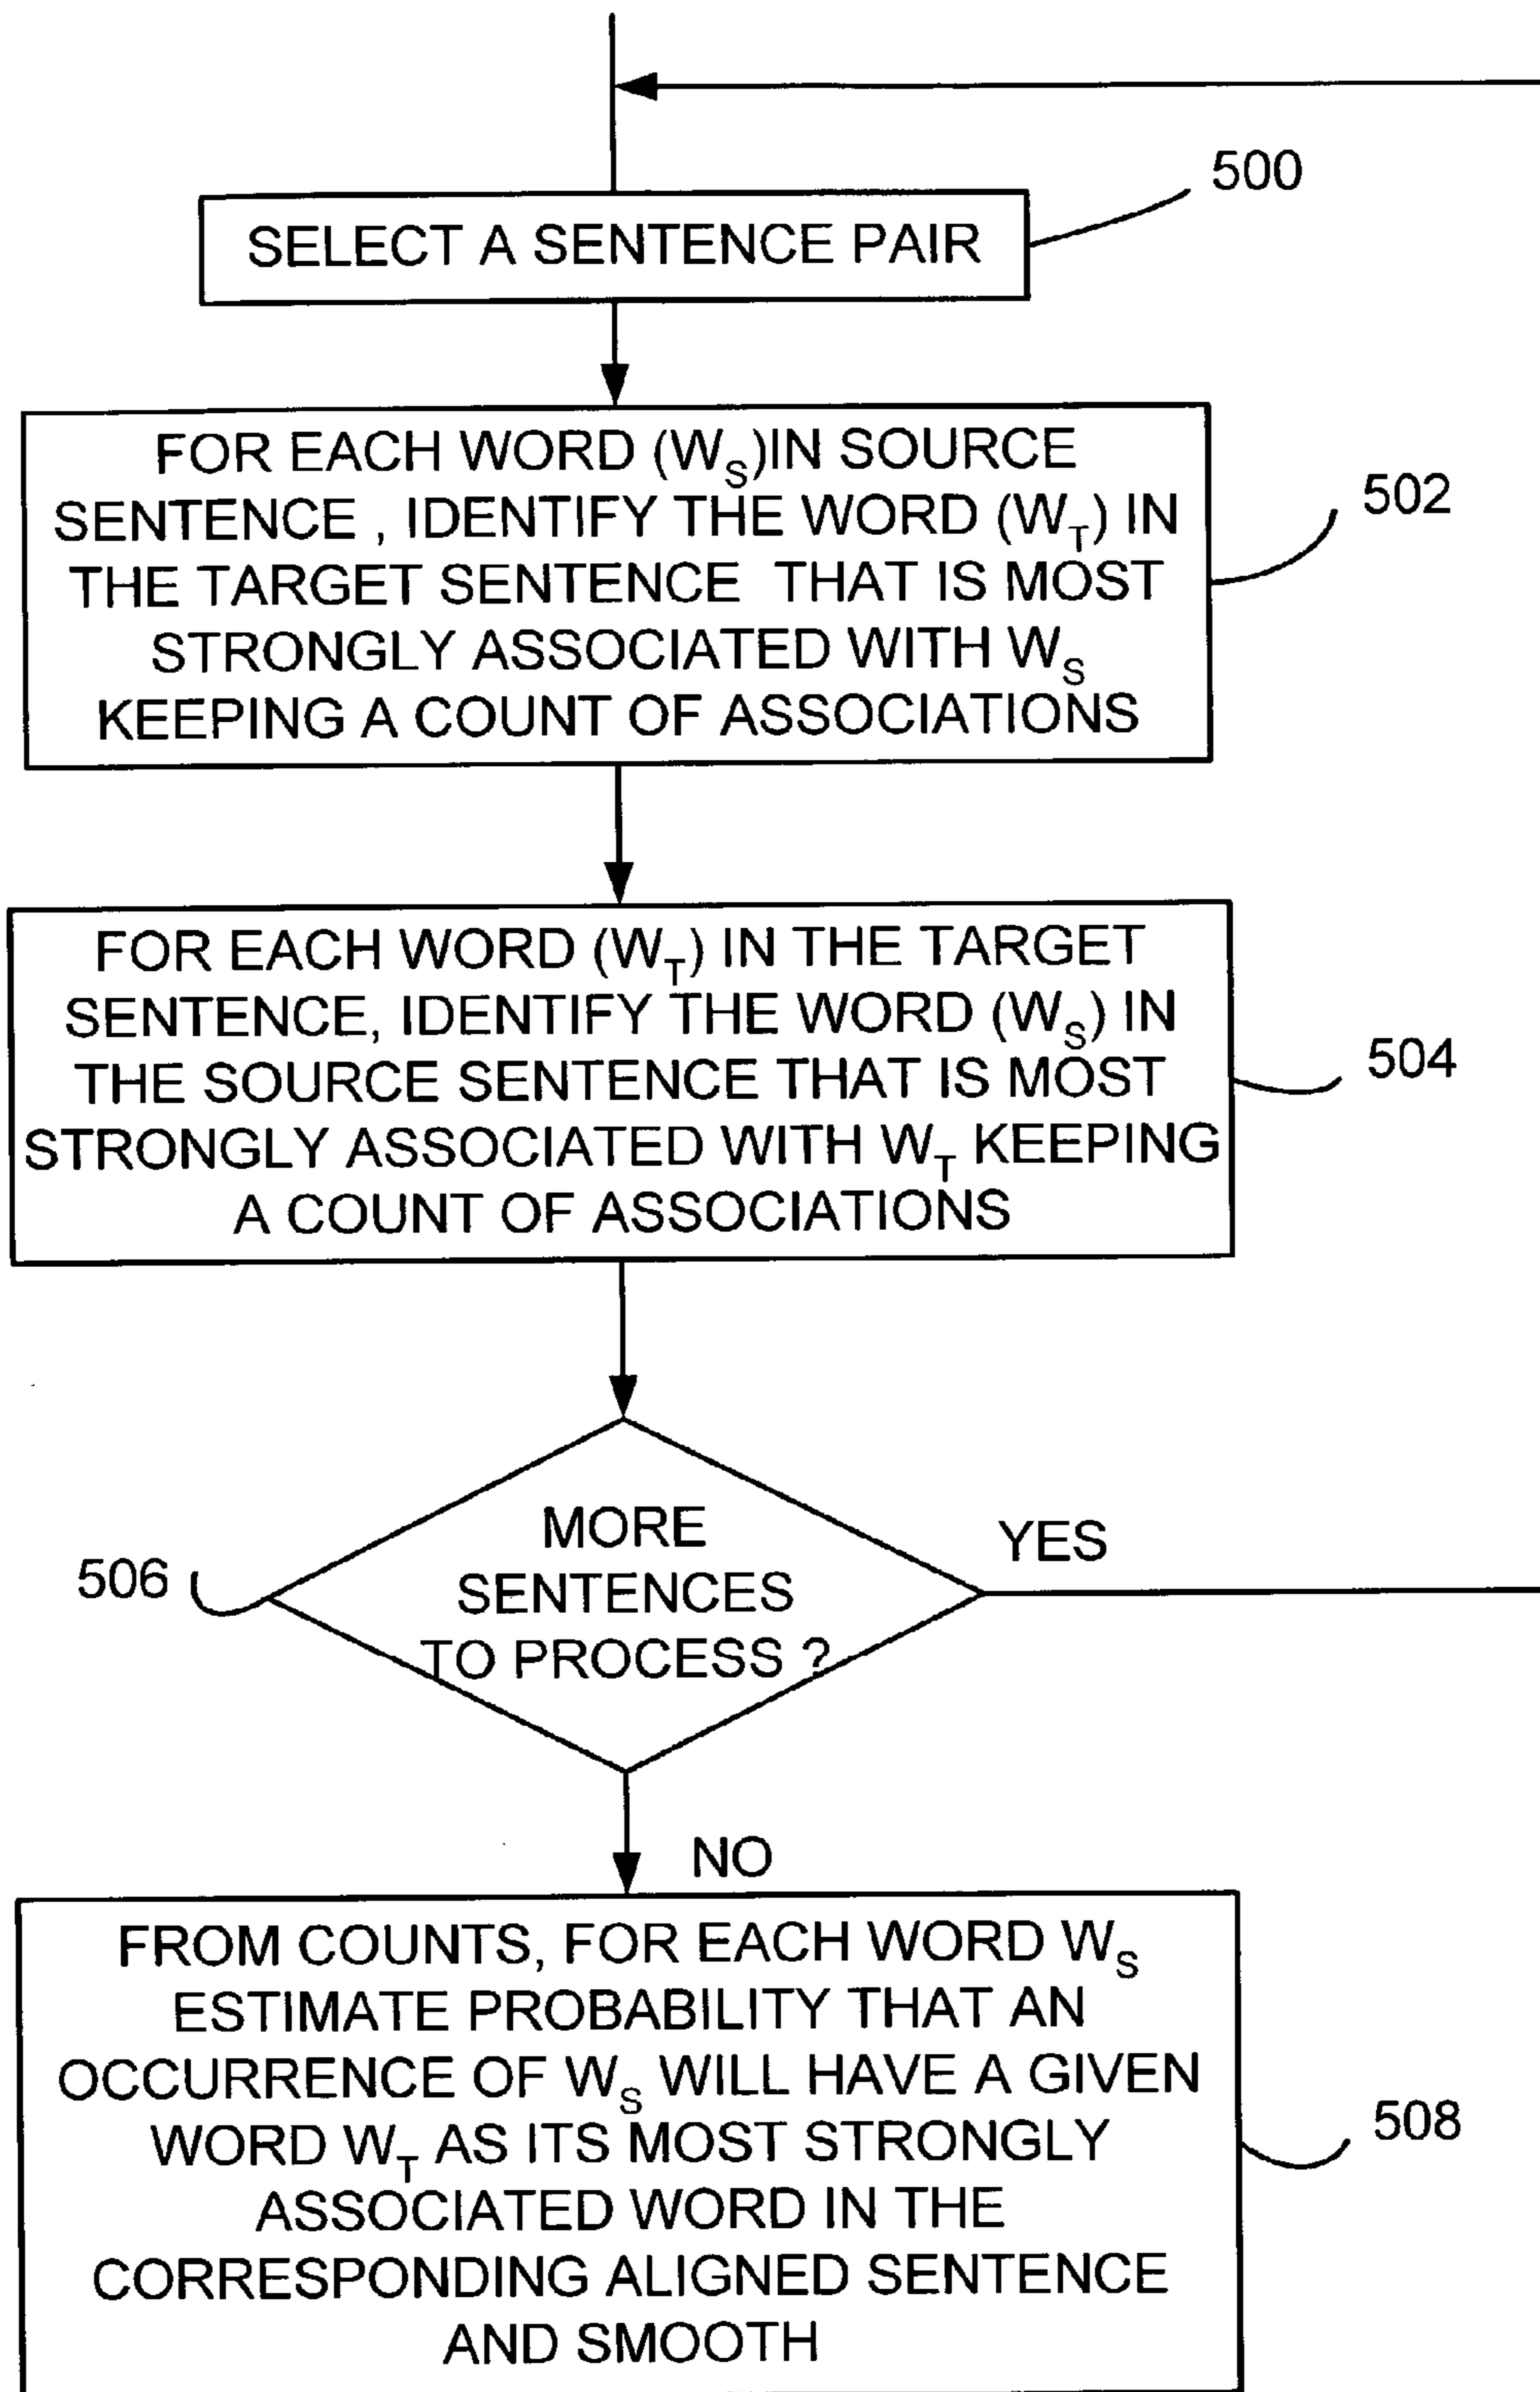 500
SELECT A SENTENCE PAIR
FOR EACH WORD (WS)IN SOURCE
SENTENCE , IDENTIFY THE WORD (WT) IN
THE TARGET SENTENCE THAT IS MOST
STRONGLY ASSOCIATED WITH WS
KEEPING A COUNT OF ASSOCIATIONS
502
FOR EACH WORD (WT) IN THE TARGET
SENTENCE, IDENTIFY THE WORD (WS) IN
THE SOURCE SENTENCE THAT IS MOST
STRONGLY ASSOCIATED WITH WT KEEPING
A COUNT OF ASSOCIATIONS
504
506
MORE
SENTENCES
TO PROCESS ?
YES
NO
FROM COUNTS, FOR EACH WORD WS
ESTIMATE PROBABILITY THAT AN
OCCURRENCE OF WS WILL HAVE A GIVEN
WORD WT AS ITS MOST STRONGLY
ASSOCIATED WORD IN THE
CORRESPONDING ALIGNED SENTENCE
AND SMOOTH
508